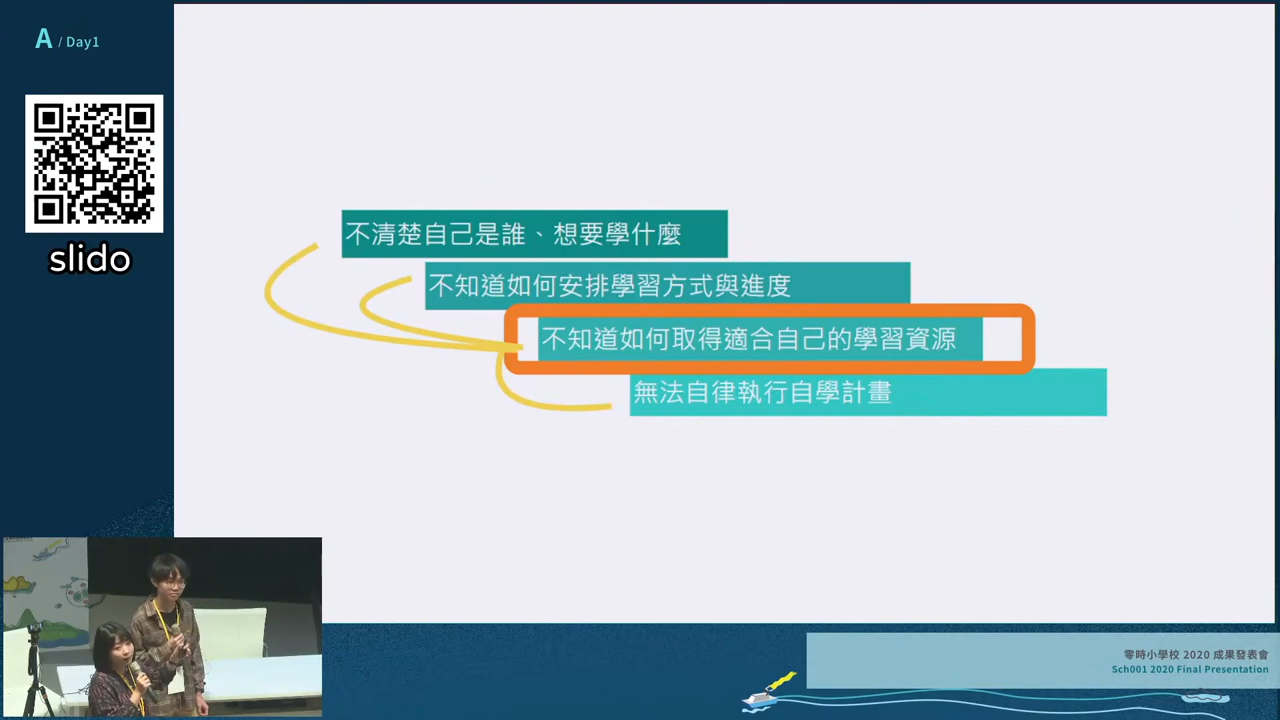 A / Day1
slido
不清楚自己是誰、想要學什麼
不知道如何安排學習方式與進度
不知道如何取得適合自己的學習資源
無法自律執行自學計畫
零時小學校 2020 成果發表會
Sch001 2020 Final Presentation